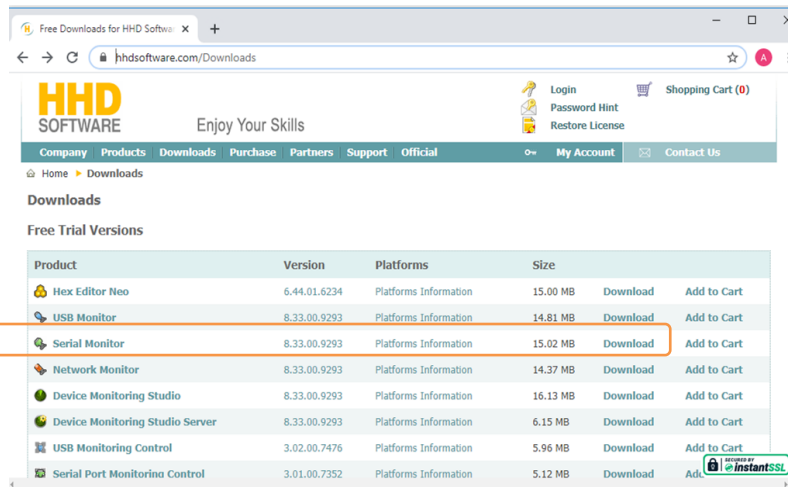 Free Downloads for HHD Softwar
hhdsoftware.com/Downloads
A
HHD
SOFTWARE
Enjoy Your Skills
Login
Password Hint
Restore License
Shopping Cart (0)
Company Products Downloads Purchase Partners Support Official My Account Contact Us
Home Downloads
Downloads
Free Trial Versions
Product Version Platforms Size
Hex Editor Neo 6.44.01.6234 Platforms Information 15.00 MB Download Add to Cart
USB Monitor 8.33.00.9293 Platforms Information 14.81 MB Download Add to Cart
Serial Monitor 8.33.00.9293 Platforms Information 15.02 MB Download Add to Cart
Network Monitor 8.33.00.9293 Platforms Information 14.37 MB Download Add to Cart
Device Monitoring Studio 8.33.00.9293 Platforms Information 16.13 MB Download Add to Cart
Device Monitoring Studio Server 8.33.00.9293 Platforms Information 6.15 MB Download Add to Cart
USB Monitoring Control 3.02.00.7476 Platforms Information 5.96 MB Download Add to Cart
Serial Port Monitoring Control 3.01.00.7352 Platforms Information 5.12 MB Download Ad
SECURED BY
instantSSL